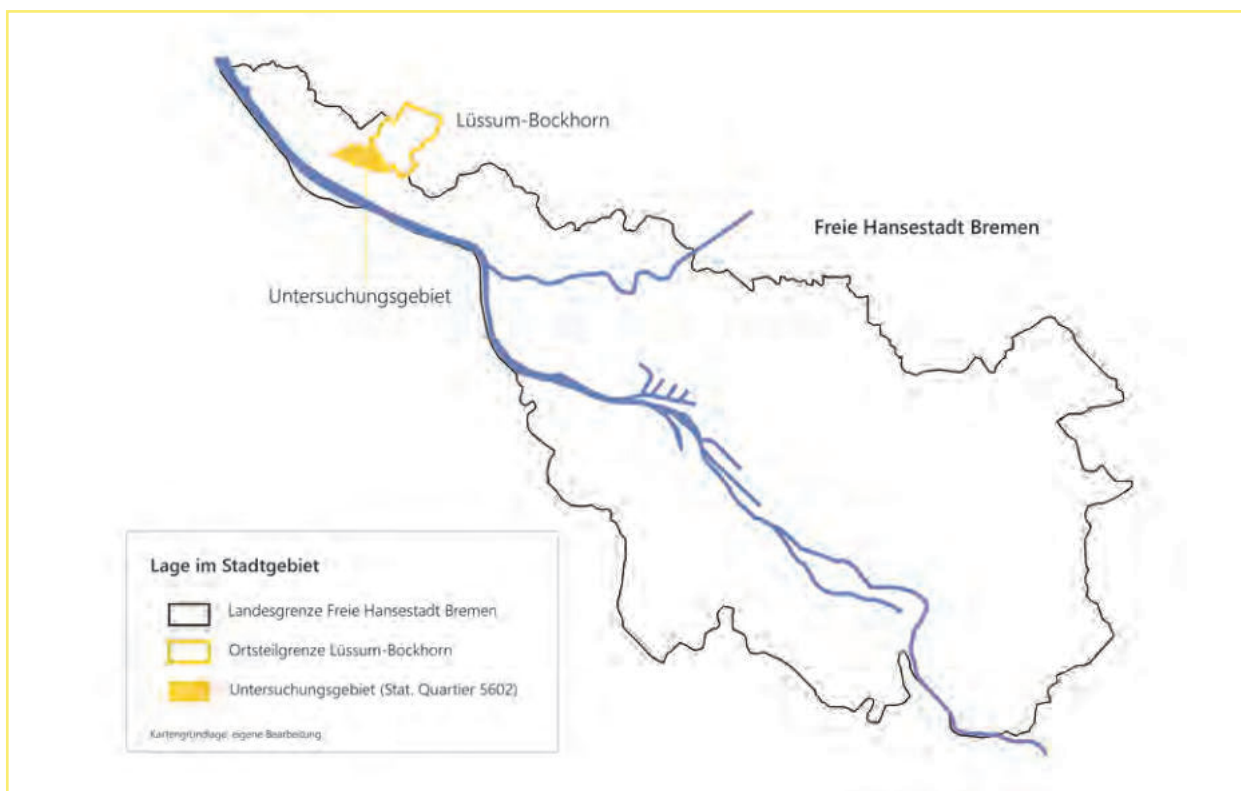 Lüssum-Bockhorn
Freie Hansestadt Bremen
Untersuchungsgebiet
Lage im Stadtgebiet
Landesgrenze Freie Hansestadt Bremen
Ortsteilgrenze Lüssum-Bockhorn
Untersuchungsgebiet (Stat. Quartier 5602)
Kartengrundlage: eigene Bearbeitung